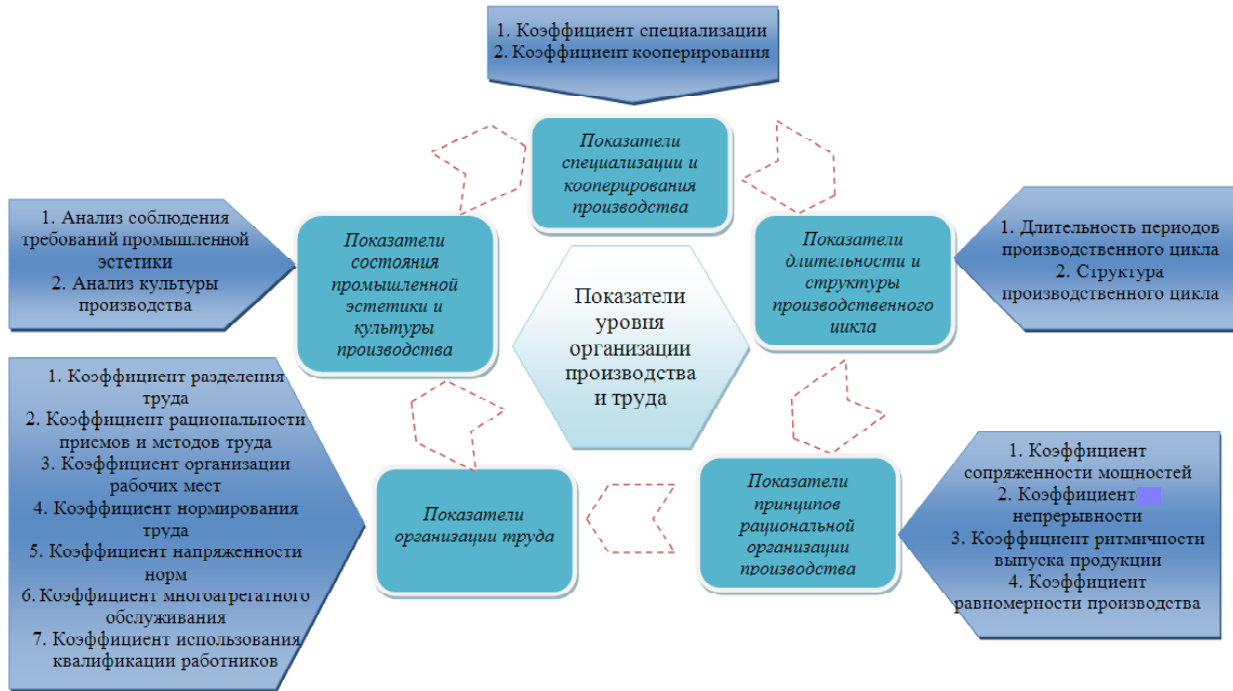 1. Коэффициент специализации
2. Коэффициент кооперирования
Показатели
специализации и
кооперирования
производства
1. Анализ соблюдения
требований промышленной
эстетики
2. Анализ культуры
производства
Показатели
состояния
промышленной
эстетики и
культуры
производства
Показатели
уровня
организации
производства
и труда
Показатели
длительности и
структуры
производственного
цикла
1. Длительность периодов
производственного цикла
2. Структура
производственного цикла
1. Коэффициент разделения
труда
2. Коэффициент рациональности
приемов и методов труда
3. Коэффициент организации
рабочих мест
4. Коэффициент нормирования
труда
5. Коэффициент напряженности
норм
6. Коэффициент многоагрегатного
обслуживания
7. Коэффициент использования
квалификации работников
Показатели
организации труда
Показатели
принципов
рациональной
организации
производства
1. Коэффициент
сопряженности мощностей
2. Коэффициент
непрерывности
3. Коэффициент ритмичности
выпуска продукции
4. Коэффициент
равномерности производства